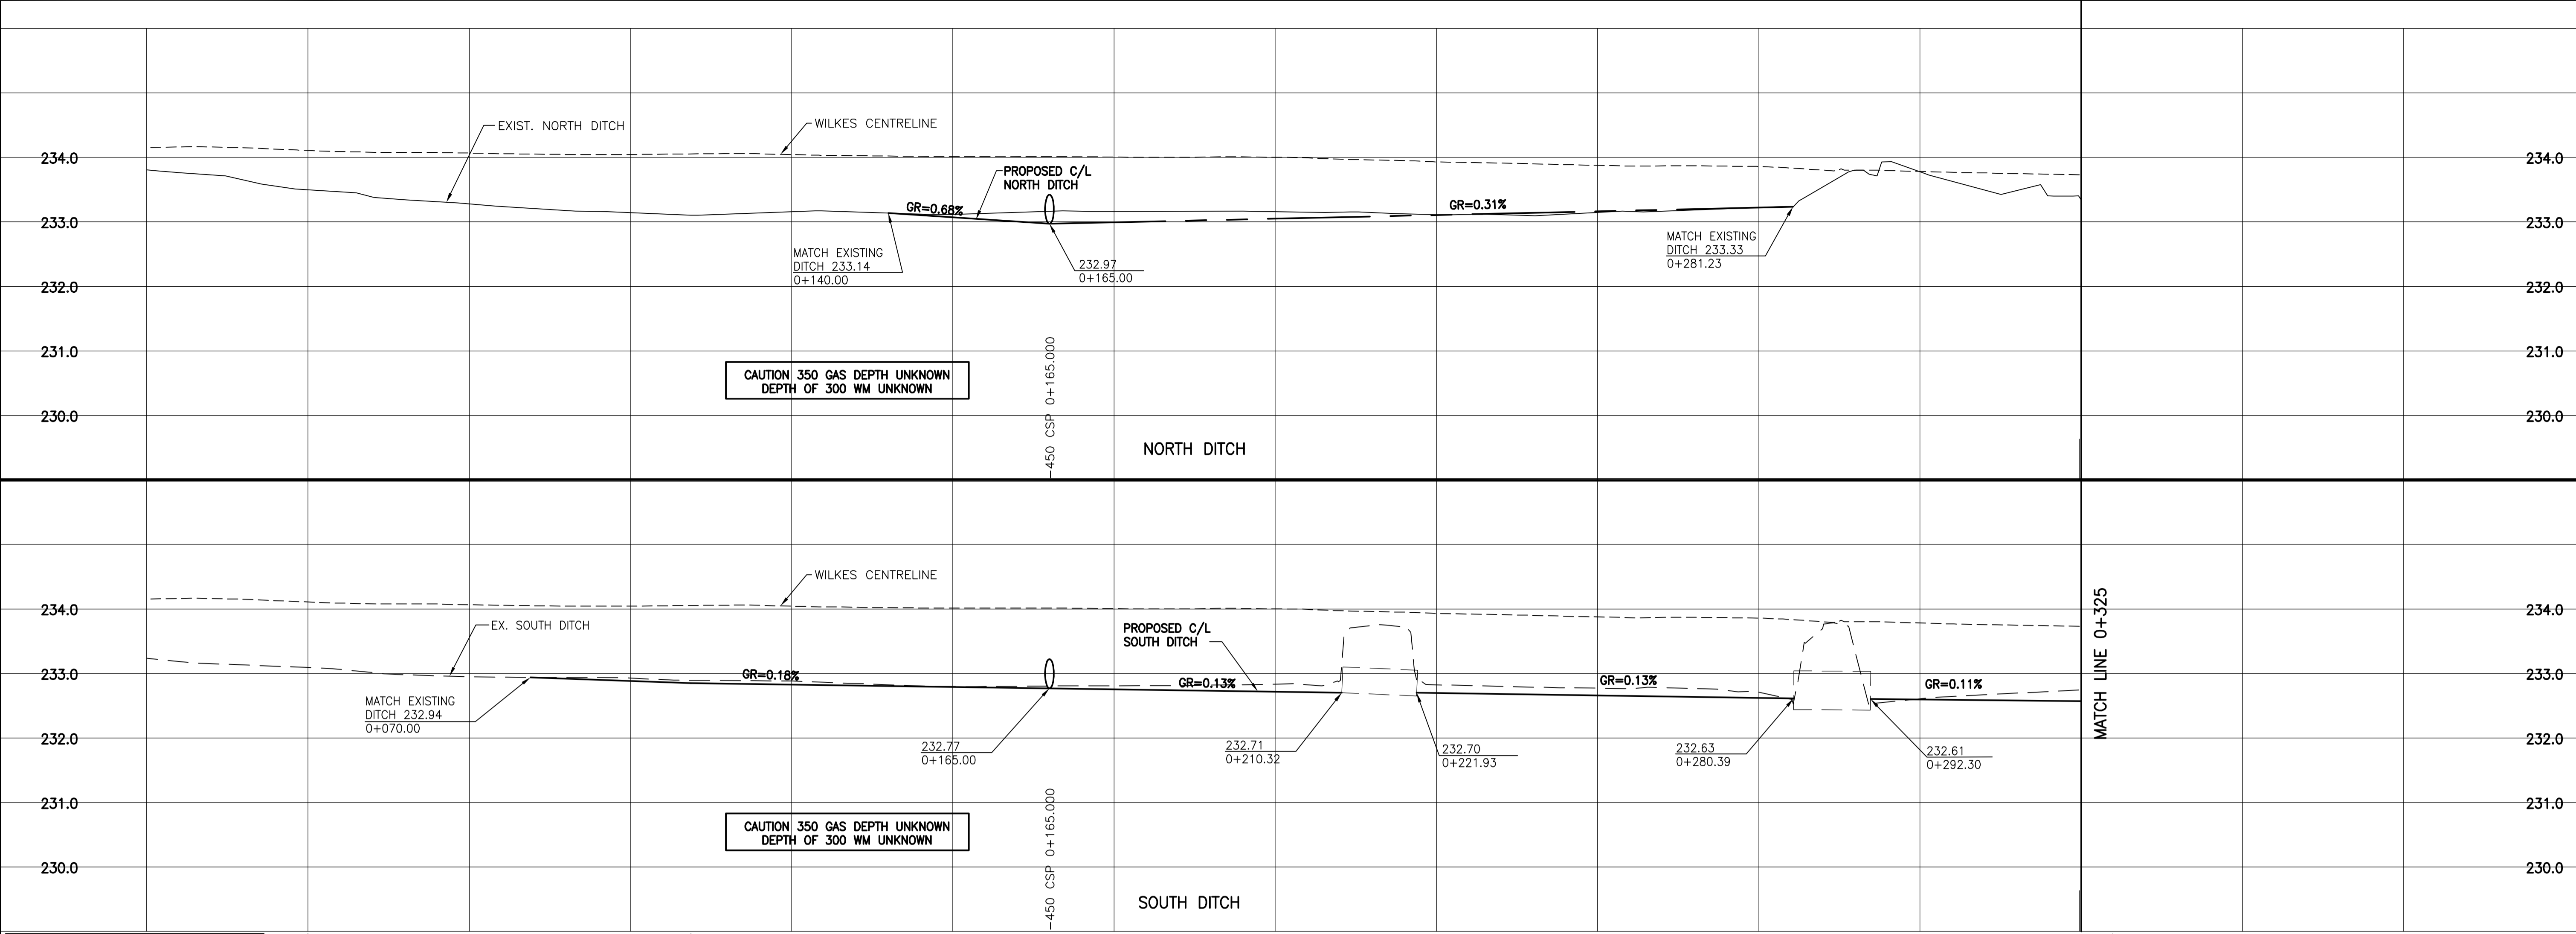 EXIST. NORTH DITCH
WILKES CENTRELINE
234.0
234.0
PROPOSED C/L
NORTH DITCH
GR=0.68%
GR=0.31%
233.0
233.0
MATCH EXISTING
DITCH 233.14
0+140.00
232.97
0+165.00
MATCH EXISTING
DITCH 233.33
0+281.23
232.0
232.0
231.0
231.0
CAUTION 350 GAS DEPTH UNKNOWN
DEPTH OF 300 WM UNKNOWN
450 CSP 0+165.000
230.0
230.0
NORTH DITCH
WILKES CENTRELINE
234.0
234.0
EX. SOUTH DITCH
PROPOSED C/L
SOUTH DITCH
MATCH LINE 0+325
233.0
233.0
GR=0.18%
GR=0.13%
GR=0.13%
GR=0.11%
MATCH EXISTING
DITCH 232.94
0+070.00
232.0
232.0
232.77
0+165.00
232.71
0+210.32
232.70
0+221.93
232.63
0+280.39
232.61
0+292.30
231.0
231.0
CAUTION 350 GAS DEPTH UNKNOWN
DEPTH OF 300 WM UNKNOWN
450 CSP 0+165.000
230.0
230.0
SOUTH DITCH